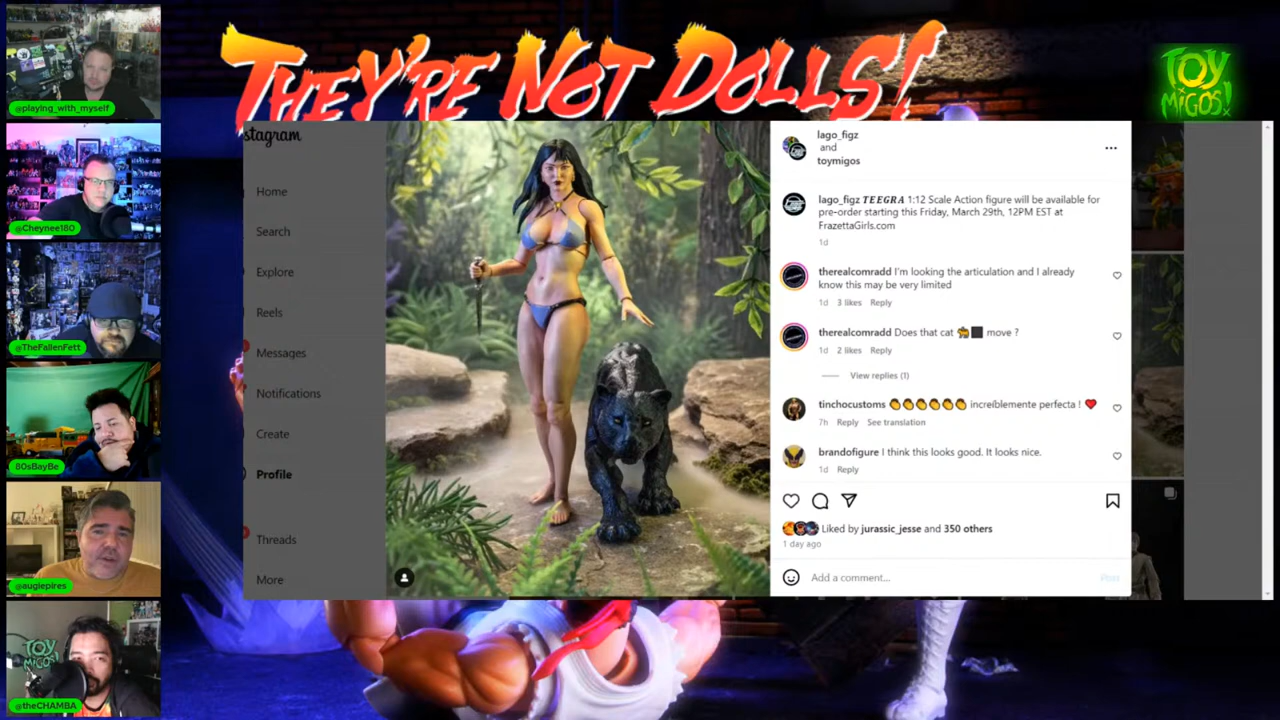 THEY'RE NOT DOLLS!
TOY
MIGOS!
@playing_with_myself
@Cheynee180
@TheFallenFett
80sBayBe
@augiepires
TOY
MIGOS!
@theCHAMBA
stagram
Home
Search
Explore
Reels
Messages
Notifications
Create
Profile
Threads
More
lago_figz
and
toymigos
lago_figz TEEGRA 1:12 Scale Action figure will be available for
pre-order starting this Friday, March 29th, 12PM EST at
FrazettaGirls.com
1d
therealcomradd I'm looking the articulation and I already
know this may be very limited
1d 3 likes Reply
therealcomradd Does that cat 🐆⬛ move ?
1d 2 likes Reply
View replies (1)
tinchocustoms 👏👏👏👏👏👏 increíblemente perfecta ! ❤️
7h Reply See translation
brandofigure I think this looks good. It looks nice.
1d Reply
Liked by jurassic_jesse and 350 others
1 day ago
Add a comment...
Post